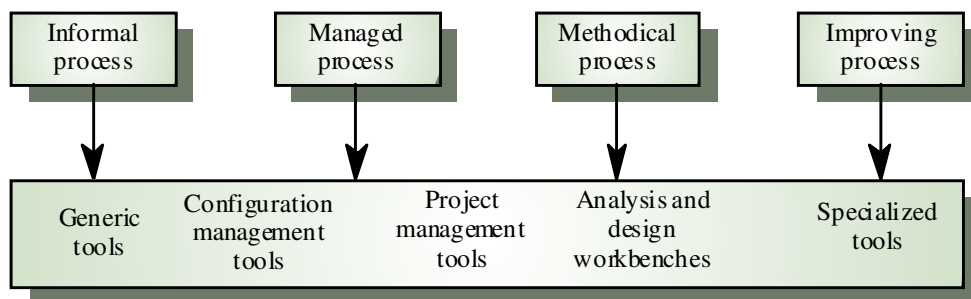 Informal
process
Managed
process
Methodical
process
Improving
process
Generic
tools
Configuration
management
tools
Project
management
tools
Analysis and
design
workbenches
Specialized
tools